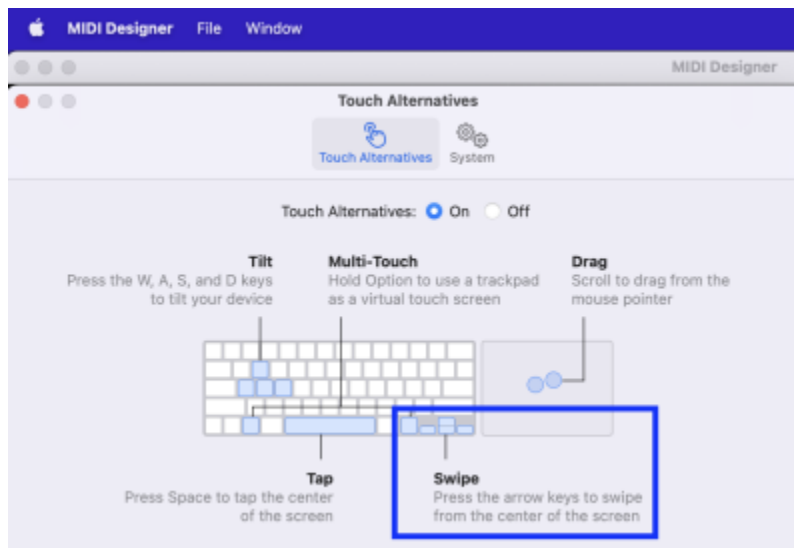 MIDI Designer File Window
MIDI Designer
Touch Alternatives
Touch Alternatives System
Touch Alternatives: On Off
Tilt
Press the W, A, S, and D keys
to tilt your device
Multi-Touch
Hold Option to use a trackpad
as a virtual touch screen
Drag
Scroll to drag from the
mouse pointer
Tap
Press Space to tap the center
of the screen
Swipe
Press the arrow keys to swipe
from the center of the screen